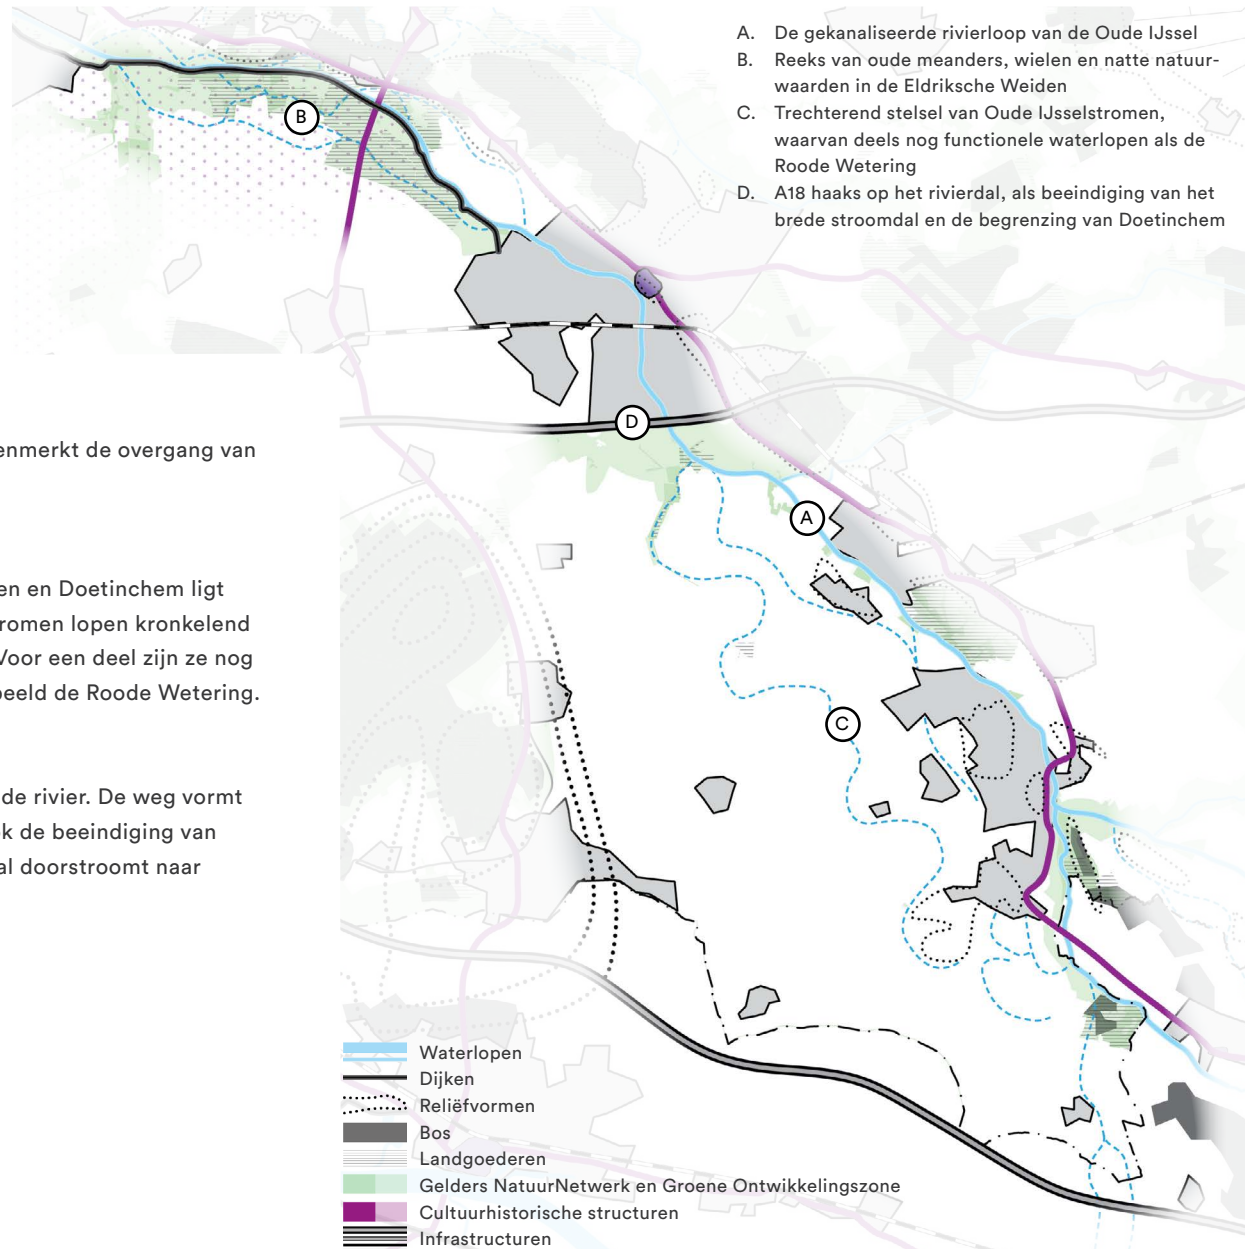 A. De gekanaliseerde rivierloop van de Oude IJssel
B. Reeks van oude meanders, wielen en natte natuur-
waarden in de Eldriksche Weiden
C. Trechterend stelsel van Oude IJsselstromen,
waarvan deels nog functionele waterlopen als de
Roode Wetering
D. A18 haaks op het rivierdal, als beeindiging van het
brede stroomdal en de begrenzing van Doetinchem
B
D
enmerkt de overgang van
A
en en Doetinchem ligt
romen lopen kronkelend
Voor een deel zijn ze nog
beeld de Roode Wetering.
C
de rivier. De weg vormt
ok de beeindiging van
al doorstroomt naar
Waterlopen
Dijken
Reliëfvormen
Bos
Landgoederen
Gelders NatuurNetwerk en Groene Ontwikkelingszone
Cultuurhistorische structuren
Infrastructuren